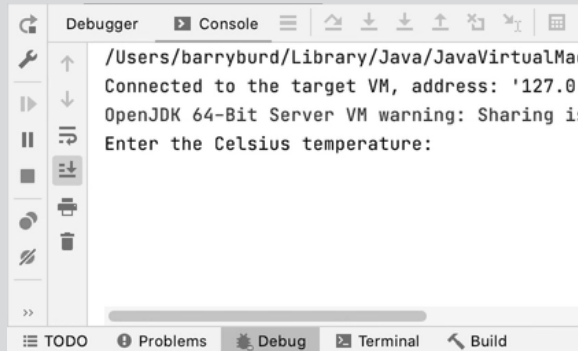 Debugger Console
/Users/barryburd/Library/Java/JavaVirtualMa
Connected to the target VM, address: '127.0
OpenJDK 64-Bit Server VM warning: Sharing is
Enter the Celsius temperature:
TODO Problems Debug Terminal Build